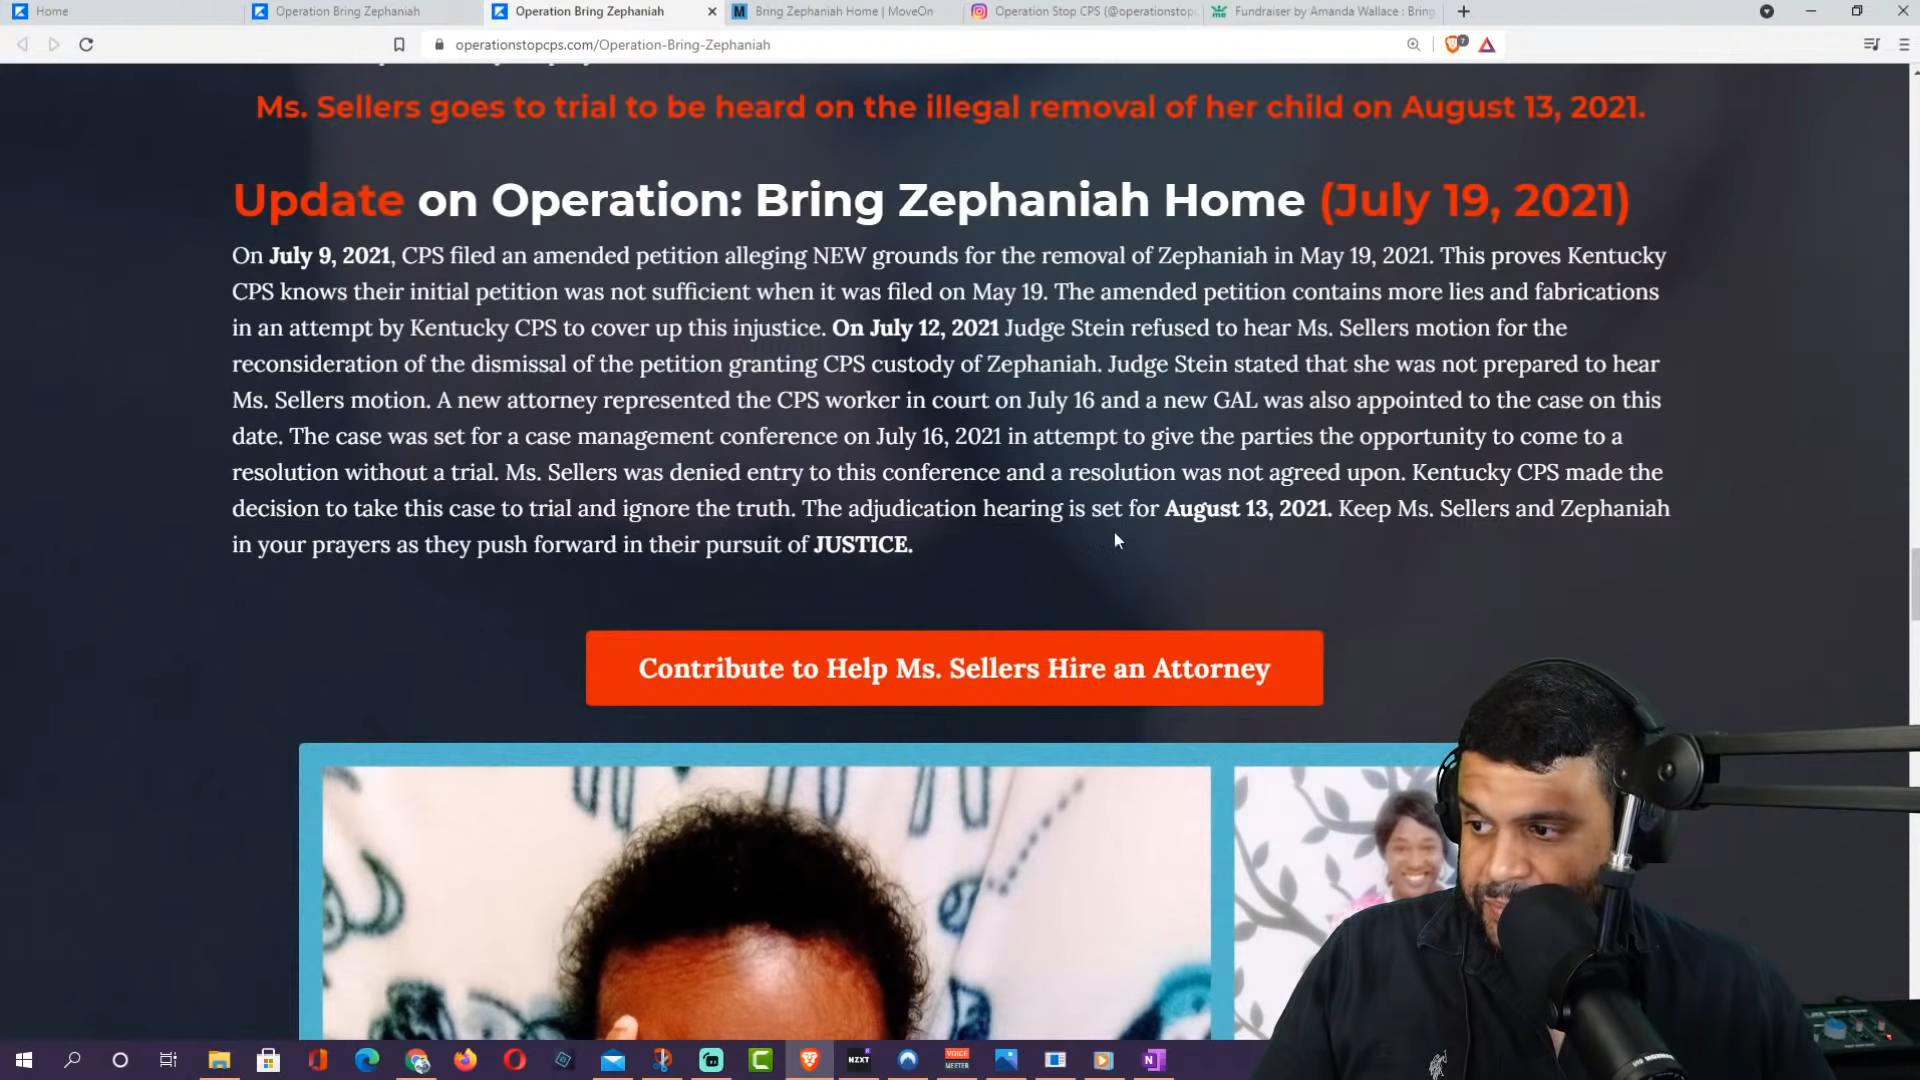 Home
Operation Bring Zephaniah
Operation Bring Zephaniah
Bring Zephaniah Home | MoveOn
Operation Stop CPS (@operationstop
Fundraiser by Amanda Wallace : Bring
operationstopcps.com/Operation-Bring-Zephaniah
Ms. Sellers goes to trial to be heard on the illegal removal of her child on August 13, 2021.
Update on Operation: Bring Zephaniah Home (July 19, 2021)
On July 9, 2021, CPS filed an amended petition alleging NEW grounds for the removal of Zephaniah in May 19, 2021. This proves Kentucky
CPS knows their initial petition was not sufficient when it was filed on May 19. The amended petition contains more lies and fabrications
in an attempt by Kentucky CPS to cover up this injustice. On July 12, 2021 Judge Stein refused to hear Ms. Sellers motion for the
reconsideration of the dismissal of the petition granting CPS custody of Zephaniah. Judge Stein stated that she was not prepared to hear
Ms. Sellers motion. A new attorney represented the CPS worker in court on July 16 and a new GAL was also appointed to the case on this
date. The case was set for a case management conference on July 16, 2021 in attempt to give the parties the opportunity to come to a
resolution without a trial. Ms. Sellers was denied entry to this conference and a resolution was not agreed upon. Kentucky CPS made the
decision to take this case to trial and ignore the truth. The adjudication hearing is set for August 13, 2021. Keep Ms. Sellers and Zephaniah
in your prayers as they push forward in their pursuit of JUSTICE.
Contribute to Help Ms. Sellers Hire an Attorney
NZXT
VOICE
MEETER